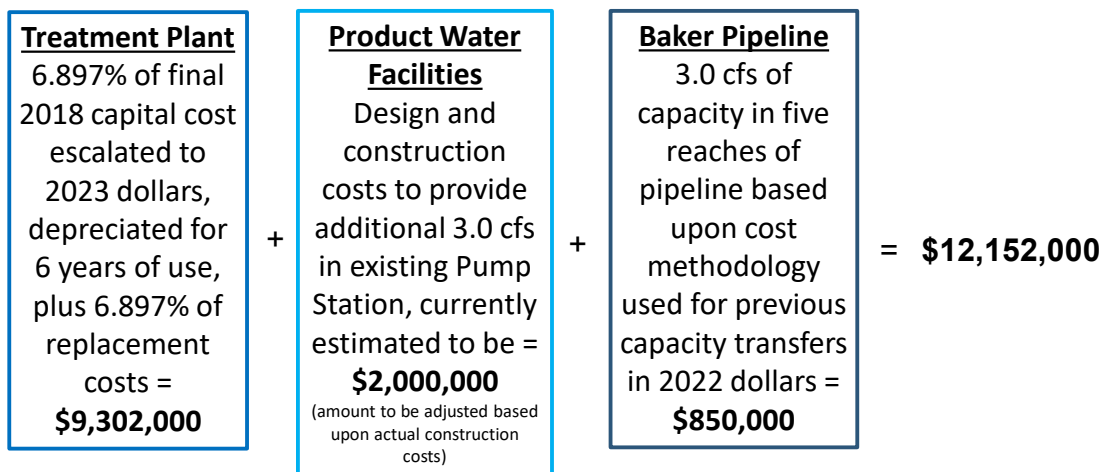 Treatment Plant
6.897% of final
2018 capital cost
escalated to
2023 dollars,
depreciated for
6 years of use,
plus 6.897% of
replacement
costs =
$9,302,000
+
Product Water
Facilities
Design and
construction
costs to provide
additional 3.0 cfs
in existing Pump
Station, currently
estimated to be =
$2,000,000
(amount to be adjusted based
upon actual construction
costs)
+
Baker Pipeline
3.0 cfs of
capacity in five
reaches of
pipeline based
upon cost
methodology
used for previous
capacity transfers
in 2022 dollars =
$850,000
= $12,152,000